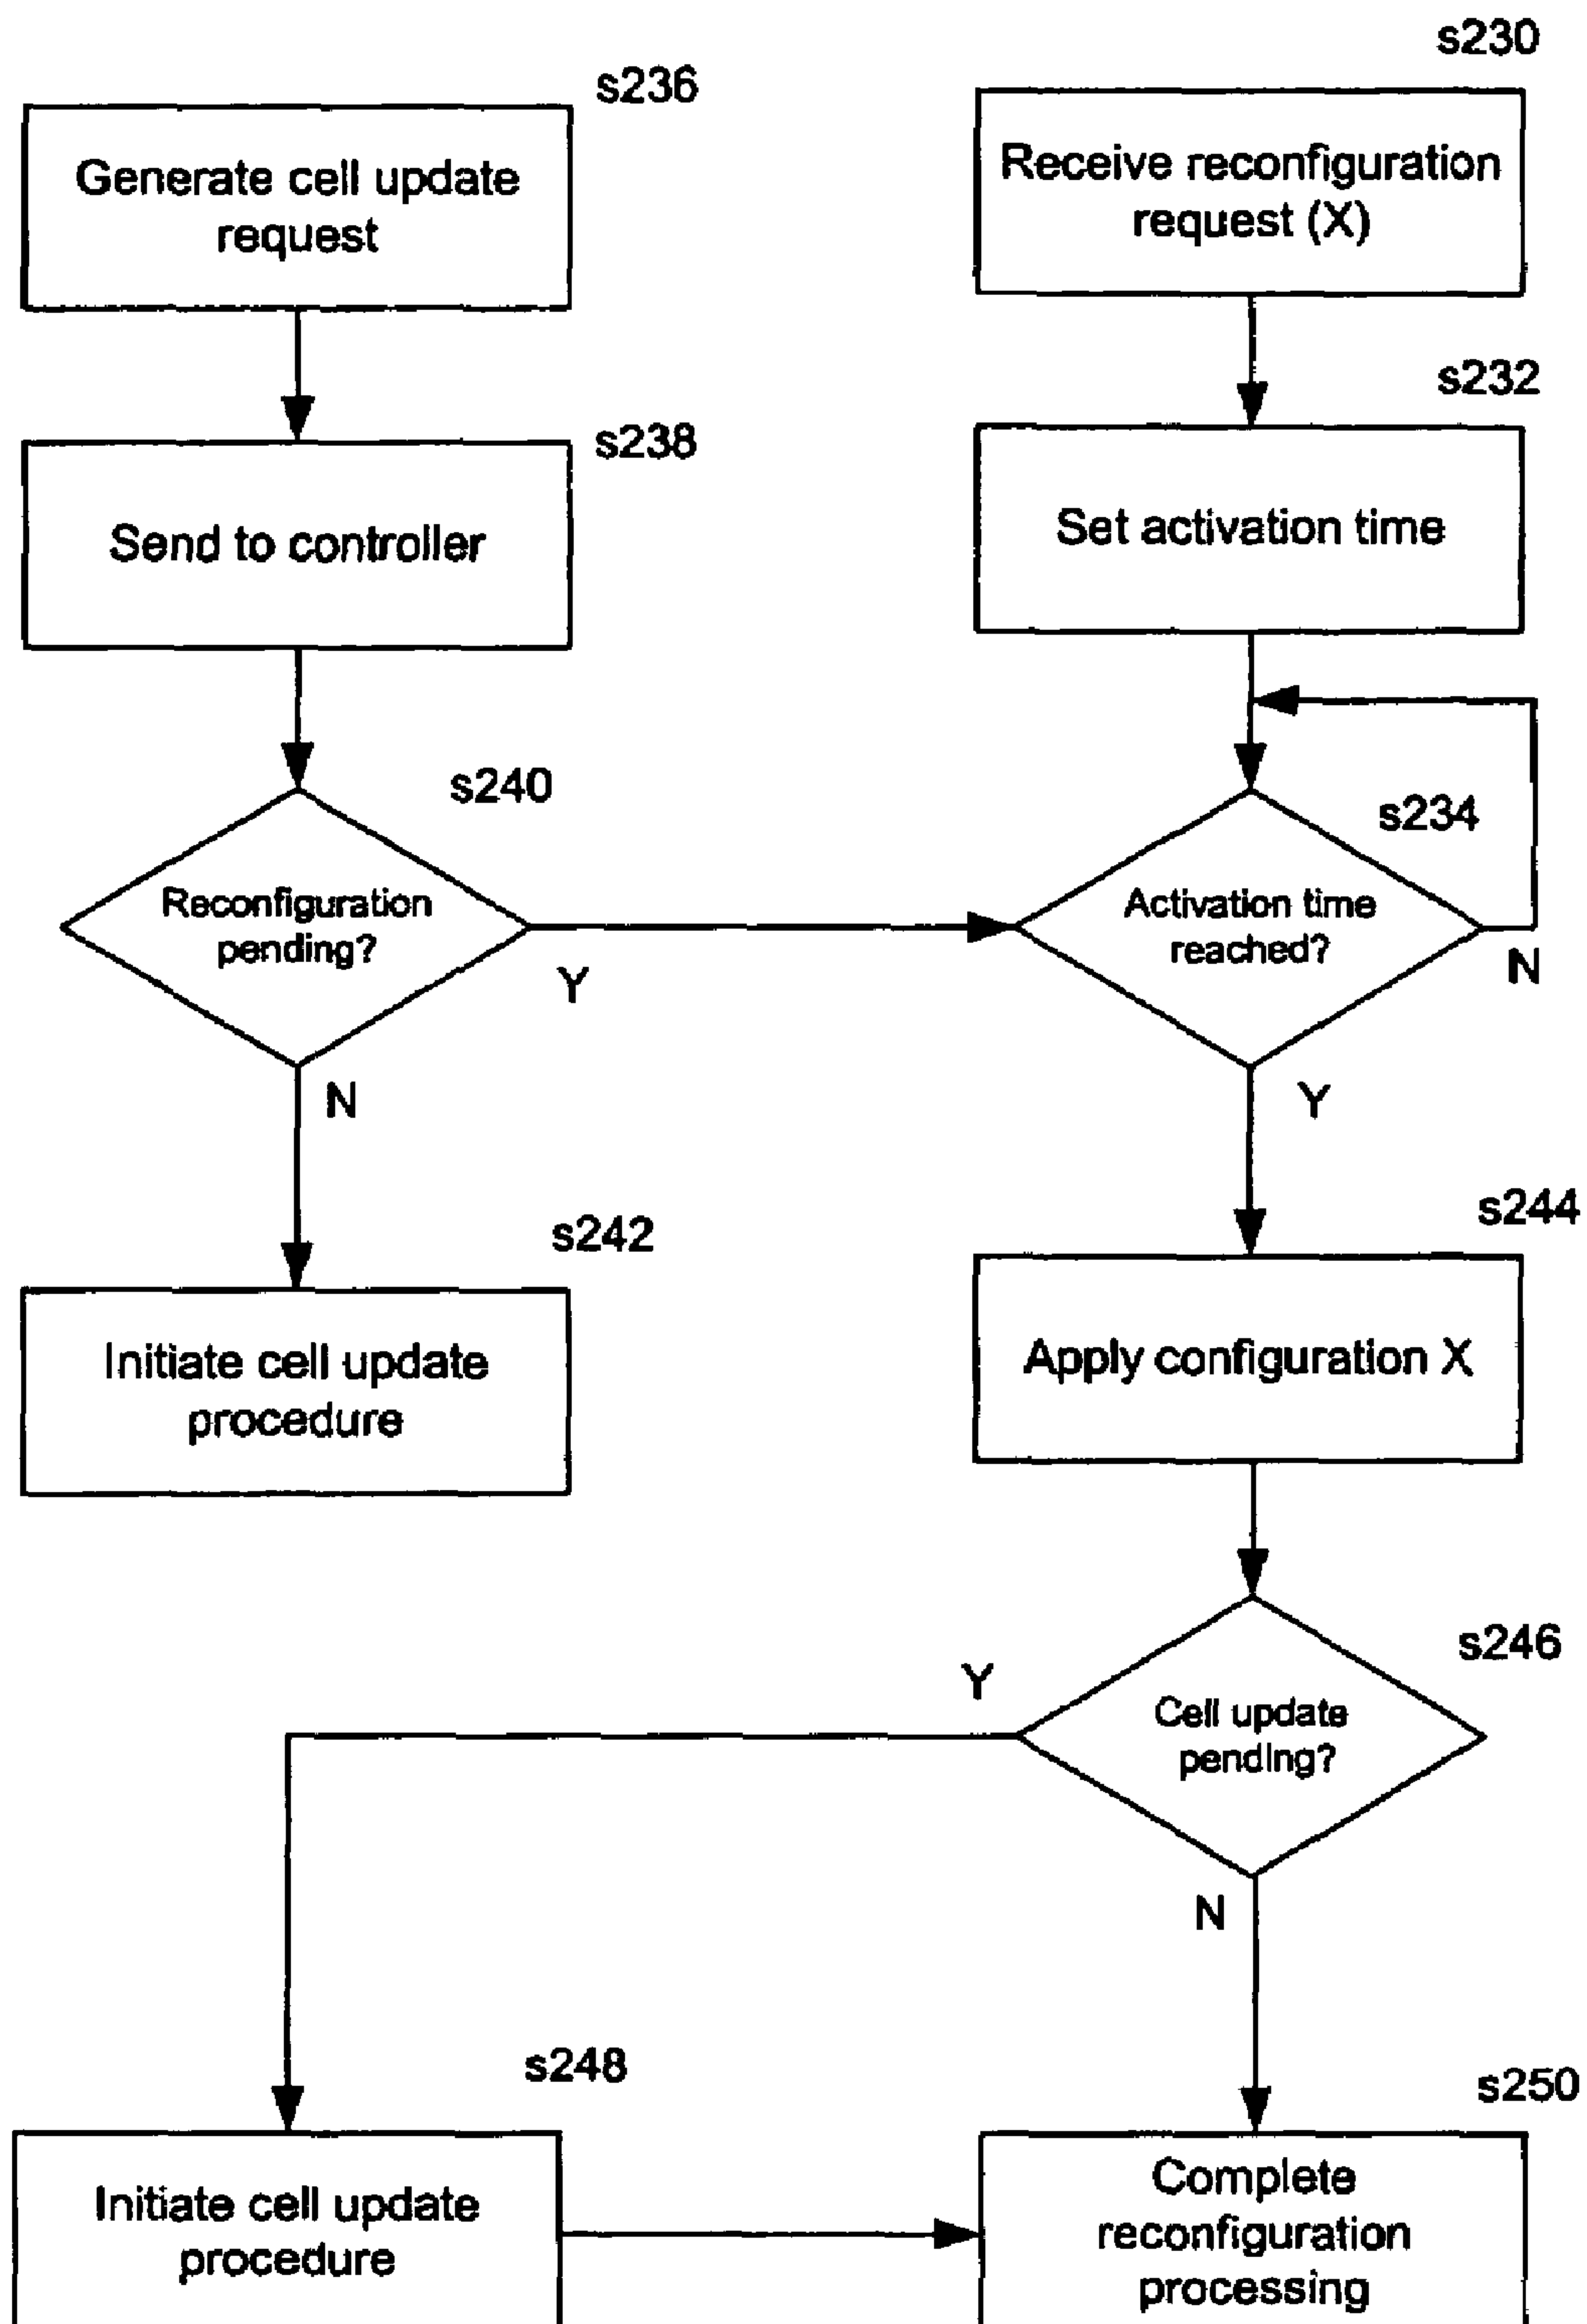 s236
Generate cell update
request
s230
Receive reconfiguration
request (X)
s238
Send to controller
s232
Set activation time
s240
Reconfiguration
pending?
Y
N
s234
Activation time
reached?
N
Y
s242
Initiate cell update
procedure
s244
Apply configuration X
s246
Cell update
pending?
Y
N
s248
Initiate cell update
procedure
s250
Complete
reconfiguration
processing